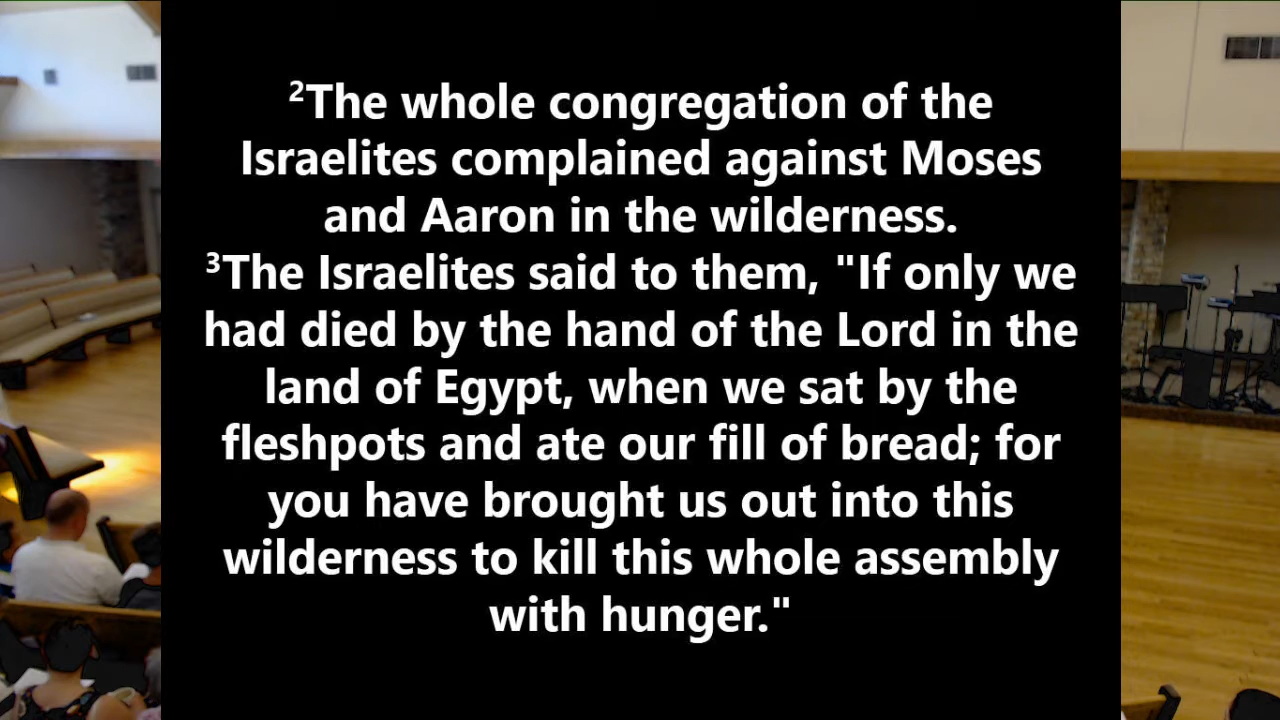 ²The whole congregation of the
Israelites complained against Moses
and Aaron in the wilderness.
³The Israelites said to them, "If only we
had died by the hand of the Lord in the
land of Egypt, when we sat by the
fleshpots and ate our fill of bread; for
you have brought us out into this
wilderness to kill this whole assembly
with hunger."